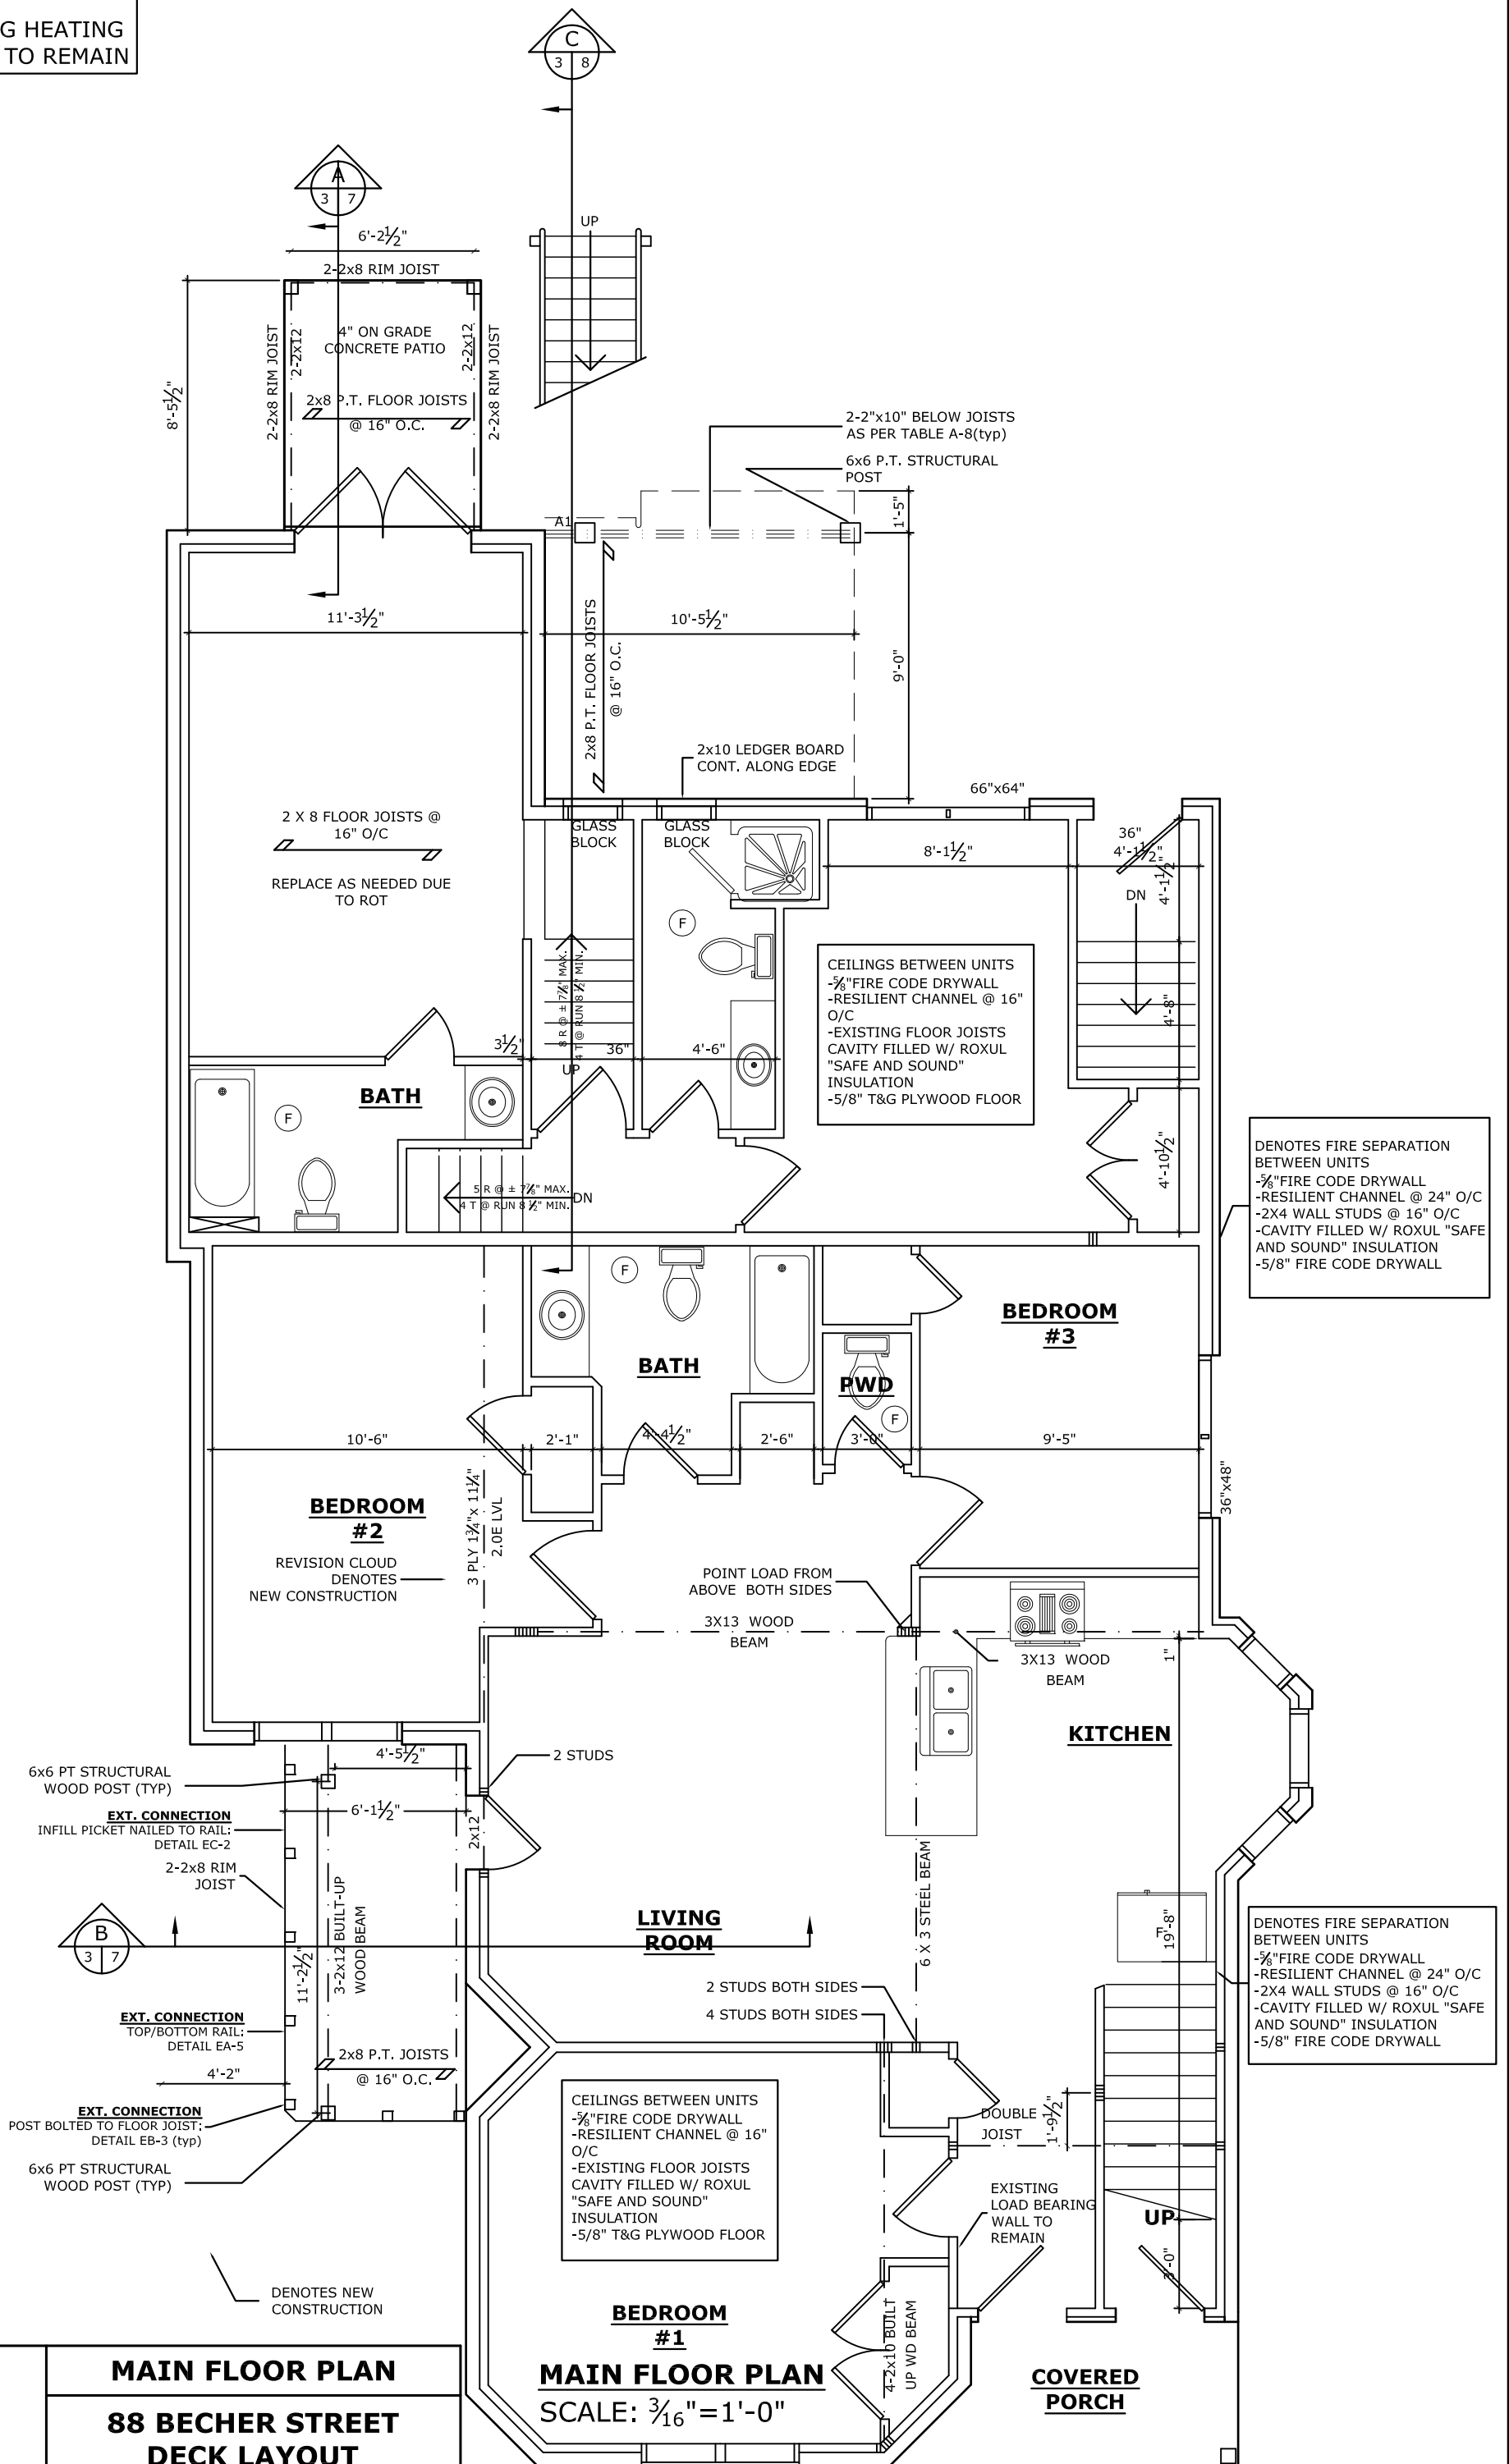 G HEATING
TO REMAIN
C
3 8
A
3 7
UP
6'-2½"
2-2x8 RIM JOIST
2-2x8 RIM JOIST
2-2x12
4" ON GRADE
CONCRETE PATIO
2-2x12
2-2x8 RIM JOIST
8'-5½"
2x8 P.T. FLOOR JOISTS
@ 16" O.C.
2-2"x10" BELOW JOISTS
AS PER TABLE A-8(typ)
6x6 P.T. STRUCTURAL
POST
A1
1'-5"
11'-3½"
10'-5½"
2x8 P.T. FLOOR JOISTS
@ 16" O.C.
9'-0"
2x10 LEDGER BOARD
CONT. ALONG EDGE
66"x64"
2 X 8 FLOOR JOISTS @
16" O/C
REPLACE AS NEEDED DUE
TO ROT
GLASS
BLOCK
GLASS
BLOCK
8'-1½"
36"
4'-1½"
4'-1½"
DN
4'-8"
F
CEILINGS BETWEEN UNITS
-⅝"FIRE CODE DRYWALL
-RESILIENT CHANNEL @ 16"
O/C
-EXISTING FLOOR JOISTS
CAVITY FILLED W/ ROXUL
"SAFE AND SOUND"
INSULATION
-5/8" T&G PLYWOOD FLOOR
8 R @ ± 7⅞" MAX.
4 T @ RUN 8 ½" MIN.
3½"
36"
4'-6"
UP
BATH
F
4'-10½"
5 R @ ± 7⅞" MAX.
4 T @ RUN 8 ½" MIN.
DN
DENOTES FIRE SEPARATION
BETWEEN UNITS
-⅝"FIRE CODE DRYWALL
-RESILIENT CHANNEL @ 24" O/C
-2X4 WALL STUDS @ 16" O/C
-CAVITY FILLED W/ ROXUL "SAFE
AND SOUND" INSULATION
-5/8" FIRE CODE DRYWALL
F
BEDROOM
#3
BATH
PWD
F
10'-6"
2'-1"
4'-4½"
2'-6"
3'-0"
9'-5"
36"x48"
BEDROOM
#2
3 PLY 1¾"x 11¼"
2.0E LVL
REVISION CLOUD
DENOTES
NEW CONSTRUCTION
POINT LOAD FROM
ABOVE BOTH SIDES
3X13 WOOD
BEAM
3X13 WOOD
BEAM
1"
KITCHEN
2 STUDS
4'-5½"
6x6 PT STRUCTURAL
WOOD POST (TYP)
6'-1½"
EXT. CONNECTION
INFILL PICKET NAILED TO RAIL:
DETAIL EC-2
2x12
2-2x8 RIM
JOIST
3-2x12 BUILT-UP
WOOD BEAM
11'-2½"
6 X 3 STEEL BEAM
B
3 7
LIVING
ROOM
F
19'-8"
DENOTES FIRE SEPARATION
BETWEEN UNITS
-⅝"FIRE CODE DRYWALL
-RESILIENT CHANNEL @ 24" O/C
-2X4 WALL STUDS @ 16" O/C
-CAVITY FILLED W/ ROXUL "SAFE
AND SOUND" INSULATION
-5/8" FIRE CODE DRYWALL
2 STUDS BOTH SIDES
4 STUDS BOTH SIDES
EXT. CONNECTION
TOP/BOTTOM RAIL:
DETAIL EA-5
2x8 P.T. JOISTS
@ 16" O.C.
4'-2"
EXT. CONNECTION
POST BOLTED TO FLOOR JOIST:
DETAIL EB-3 (typ)
6x6 PT STRUCTURAL
WOOD POST (TYP)
CEILINGS BETWEEN UNITS
-⅝"FIRE CODE DRYWALL
-RESILIENT CHANNEL @ 16"
O/C
-EXISTING FLOOR JOISTS
CAVITY FILLED W/ ROXUL
"SAFE AND SOUND"
INSULATION
-5/8" T&G PLYWOOD FLOOR
DOUBLE
JOIST
1'-9½"
EXISTING
LOAD BEARING
WALL TO
REMAIN
UP
3'-0"
DENOTES NEW
CONSTRUCTION
BEDROOM
#1
4-2x10 BUILT
UP WD BEAM
COVERED
PORCH
MAIN FLOOR PLAN
SCALE: 3⁄16"=1'-0"
MAIN FLOOR PLAN
88 BECHER STREET
DECK LAYOUT